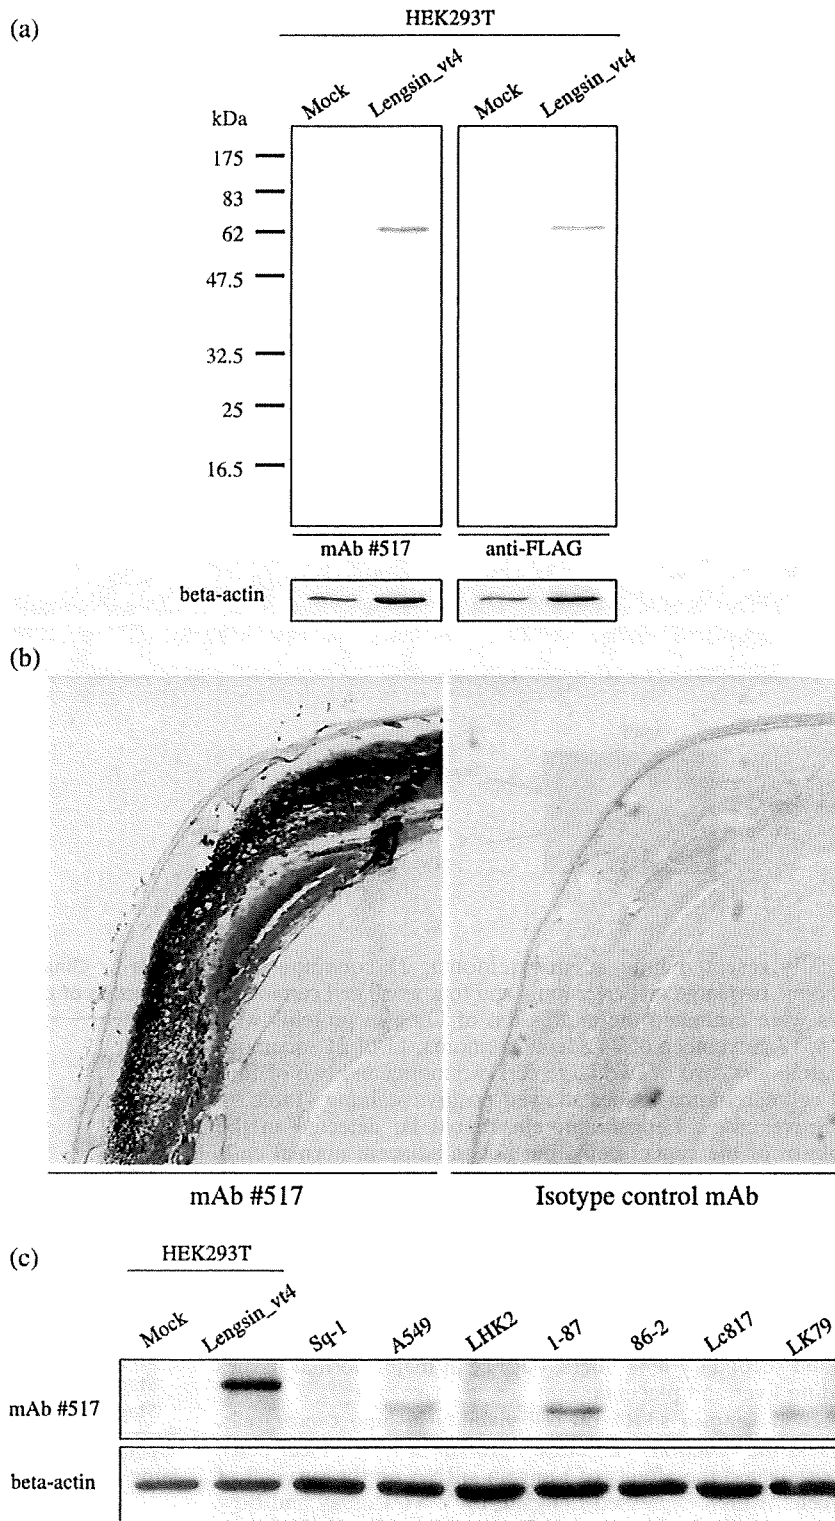 (a)
HEK293T
Mock Lengsin_vt4 Mock Lengsin_vt4
kDa
175
83
62
47.5
32.5
25
16.5
mAb #517 anti-FLAG
beta-actin
(b)
mAb #517 Isotype control mAb
(c)
HEK293T
Mock Lengsin_vt4 Sq-1 A549 LHK2 1-87 86-2 Lc817 LK79
mAb #517
beta-actin